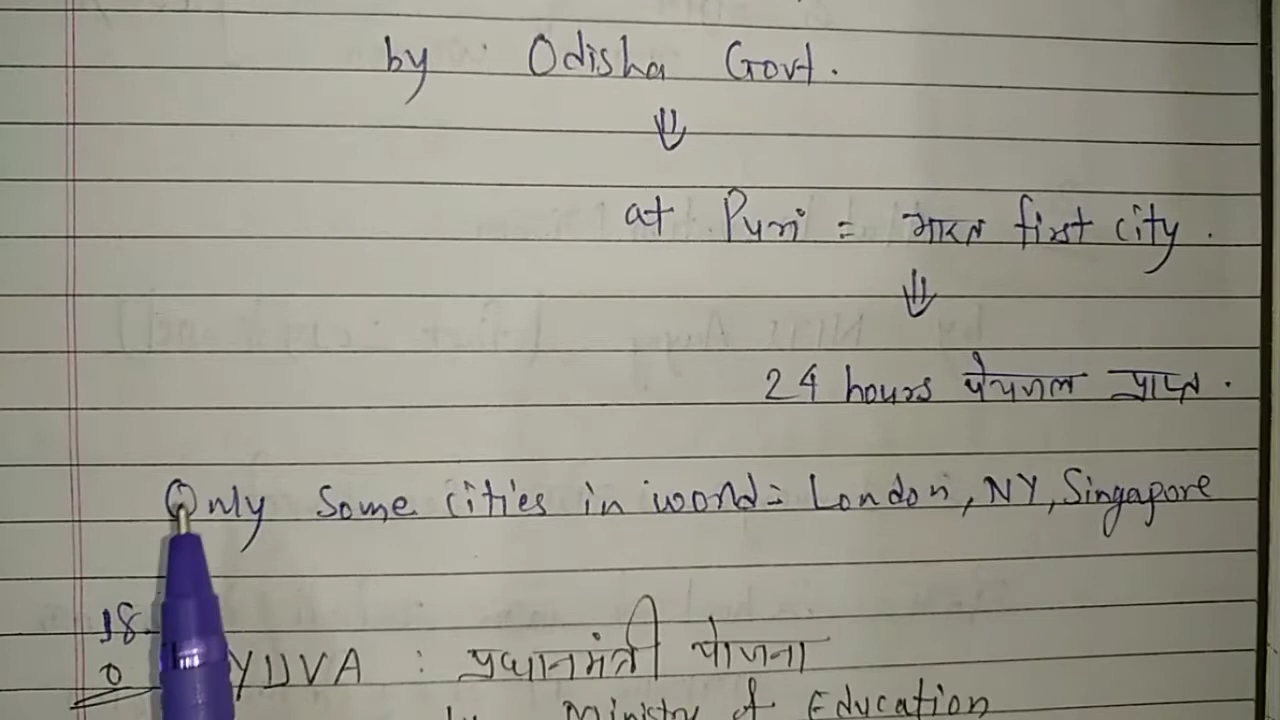 by Odisha Govt.
at Puri = भारत first city.
24 hours पेयजल प्राप्त.
Only Some cities in world = London, NY, Singapore
18
YUVA : प्रधानमंत्री योजना
by Ministry of Education